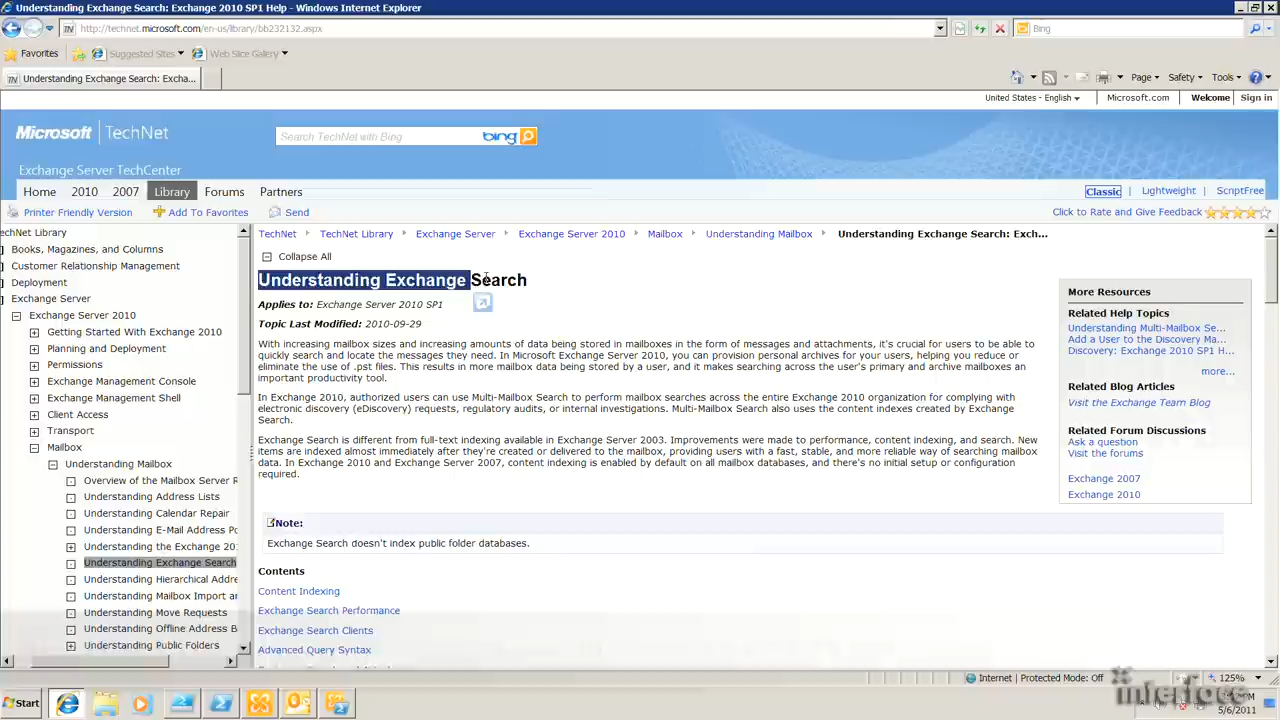 Understanding Exchange Search: Exchange 2010 SP1 Help - Windows Internet Explorer
http://technet.microsoft.com/en-us/library/bb232132.aspx
Bing
Favorites
Suggested Sites
Web Slice Gallery
Understanding Exchange Search: Excha...
Page
Safety
Tools
United States - English
Microsoft.com
Welcome
Sign in
Microsoft TechNet
Search TechNet with Bing
bing
Exchange Server TechCenter
Home
2010
2007
Library
Forums
Partners
Classic
Lightweight
ScriptFree
Printer Friendly Version
Add To Favorites
Send
Click to Rate and Give Feedback
echNet Library
Books, Magazines, and Columns
Customer Relationship Management
Deployment
Exchange Server
Exchange Server 2010
Getting Started With Exchange 2010
Planning and Deployment
Permissions
Exchange Management Console
Exchange Management Shell
Client Access
Transport
Mailbox
Understanding Mailbox
Overview of the Mailbox Server R
Understanding Address Lists
Understanding Calendar Repair
Understanding E-Mail Address Po
Understanding the Exchange 20
Understanding Exchange Search
Understanding Hierarchical Addre
Understanding Mailbox Import a
Understanding Move Requests
Understanding Offline Address B
Understanding Public Folders
TechNet
TechNet Library
Exchange Server
Exchange Server 2010
Mailbox
Understanding Mailbox
Understanding Exchange Search: Exch...
Collapse All
Understanding Exchange Search
Applies to: Exchange Server 2010 SP1
Topic Last Modified: 2010-09-29
With increasing mailbox sizes and increasing amounts of data being stored in mailboxes in the form of messages and attachments, it's crucial for users to be able to
quickly search and locate the messages they need. In Microsoft Exchange Server 2010, you can provision personal archives for your users, helping you reduce or
eliminate the use of .pst files. This results in more mailbox data being stored by a user, and it makes searching across the user's primary and archive mailboxes an
important productivity tool.
In Exchange 2010, authorized users can use Multi-Mailbox Search to perform mailbox searches across the entire Exchange 2010 organization for complying with
electronic discovery (eDiscovery) requests, regulatory audits, or internal investigations. Multi-Mailbox Search also uses the content indexes created by Exchange
Search.
Exchange Search is different from full-text indexing available in Exchange Server 2003. Improvements were made to performance, content indexing, and search. New
items are indexed almost immediately after they're created or delivered to the mailbox, providing users with a fast, stable, and more reliable way of searching mailbox
data. In Exchange 2010 and Exchange Server 2007, content indexing is enabled by default on all mailbox databases, and there's no initial setup or configuration
required.
Note:
Exchange Search doesn't index public folder databases.
Contents
Content Indexing
Exchange Search Performance
Exchange Search Clients
Advanced Query Syntax
More Resources
Related Help Topics
Understanding Multi-Mailbox Se...
Add a User to the Discovery Ma...
Discovery: Exchange 2010 SP1 H...
more...
Related Blog Articles
Visit the Exchange Team Blog
Related Forum Discussions
Ask a question
Visit the forums
Exchange 2007
Exchange 2010
Internet | Protected Mode: Off
125%
Start
interface
5/6/2011